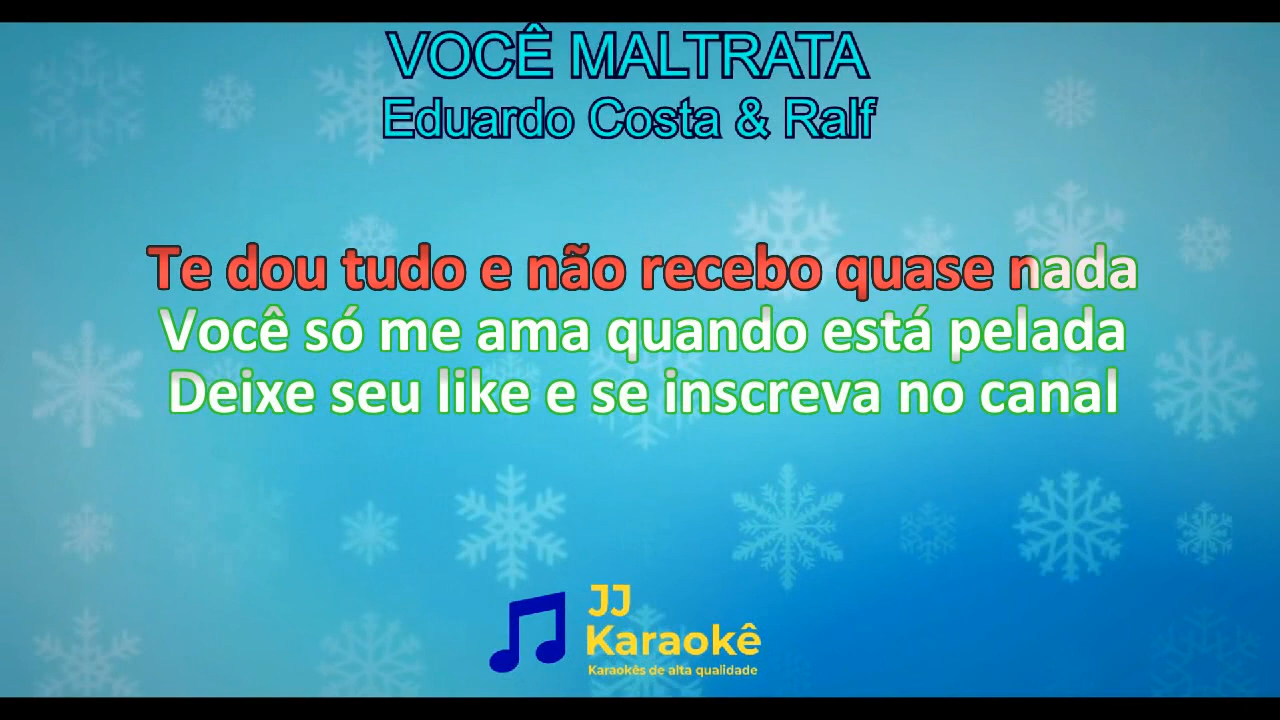 VOCÊ MALTRATA
Eduardo Costa & Ralf
Te dou tudo e não recebo quase nada
Você só me ama quando está pelada
Deixe seu like e se inscreva no canal
JJ
Karaokê
Karaokês de alta qualidade